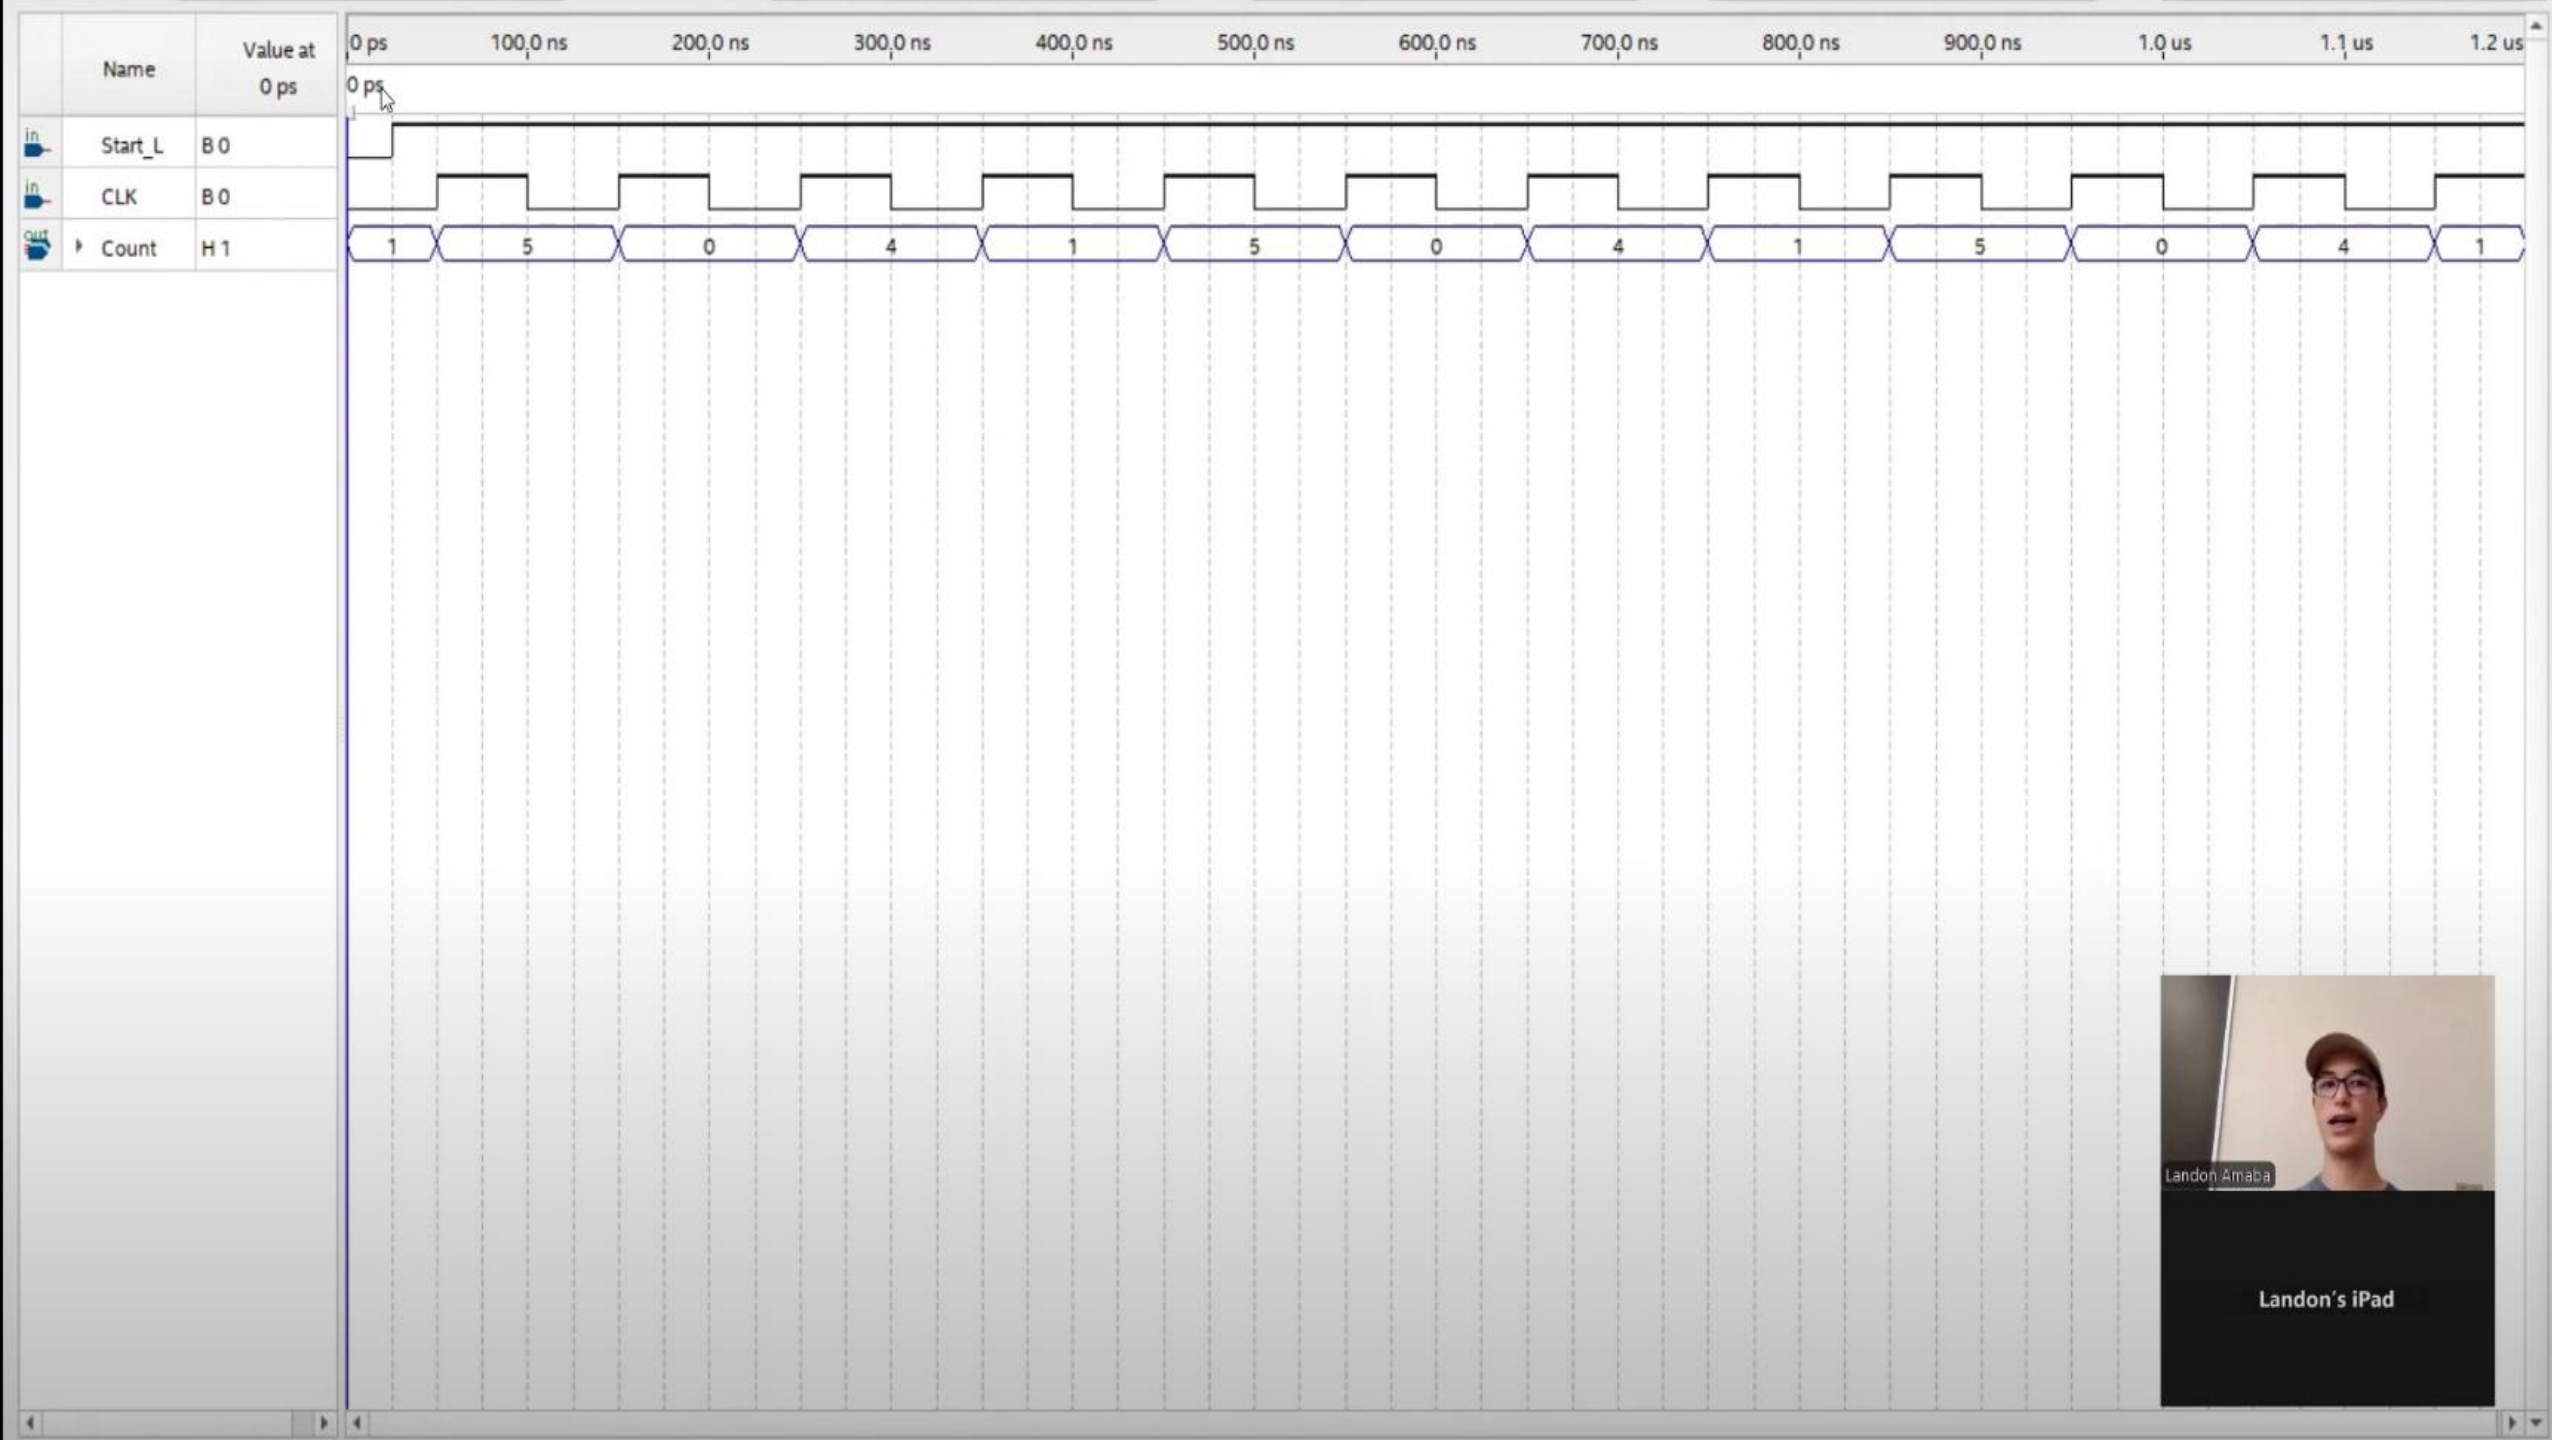 Name
Value at
0 ps
0 ps
100.0 ns
200.0 ns
300.0 ns
400.0 ns
500.0 ns
600.0 ns
700.0 ns
800.0 ns
900.0 ns
1.0 us
1.1 us
1.2 us
0 ps
in Start_L B 0
in CLK B 0
out Count H 1 1 5 0 4 1 5 0 4 1 5 0 4 1
Landon Amaba
Landon's iPad